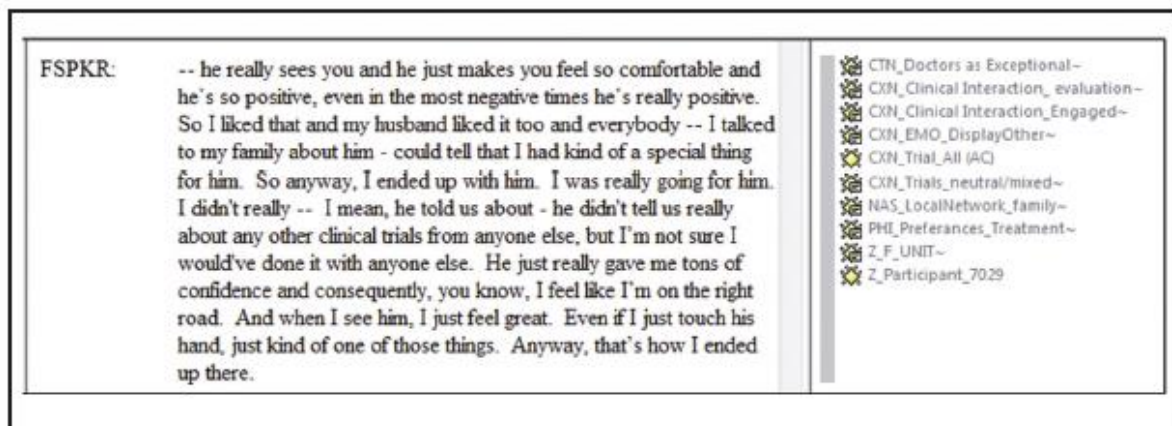 FSPKR: -- he really sees you and he just makes you feel so comfortable and
he's so positive, even in the most negative times he's really positive.
So I liked that and my husband liked it too and everybody -- I talked
to my family about him - could tell that I had kind of a special thing
for him. So anyway, I ended up with him. I was really going for him.
I didn't really -- I mean, he told us about - he didn't tell us really
about any other clinical trials from anyone else, but I'm not sure I
would've done it with anyone else. He just really gave me tons of
confidence and consequently, you know, I feel like I'm on the right
road. And when I see him, I just feel great. Even if I just touch his
hand, just kind of one of those things. Anyway, that's how I ended
up there.
CTN_Doctors as Exceptional~
CXN_Clinical Interaction_ evaluation~
CXN_Clinical Interaction_Engaged~
CXN_EMO_DisplayOther~
CXN_Trial_All (AC)
CXN_Trials_neutral/mixed~
NAS_LocalNetwork_family~
PHI_Preferances_Treatment~
Z_F_UNIT~
Z_Participant_7029